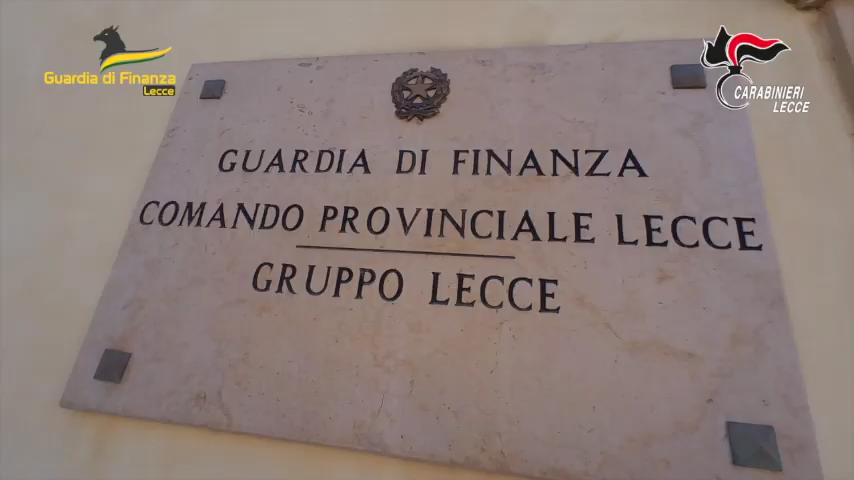 Guardia di Finanza
Lecce
CARABINIERI
LECCE
GUARDIA DI FINANZA
COMANDO PROVINCIALE LECCE
GRUPPO LECCE